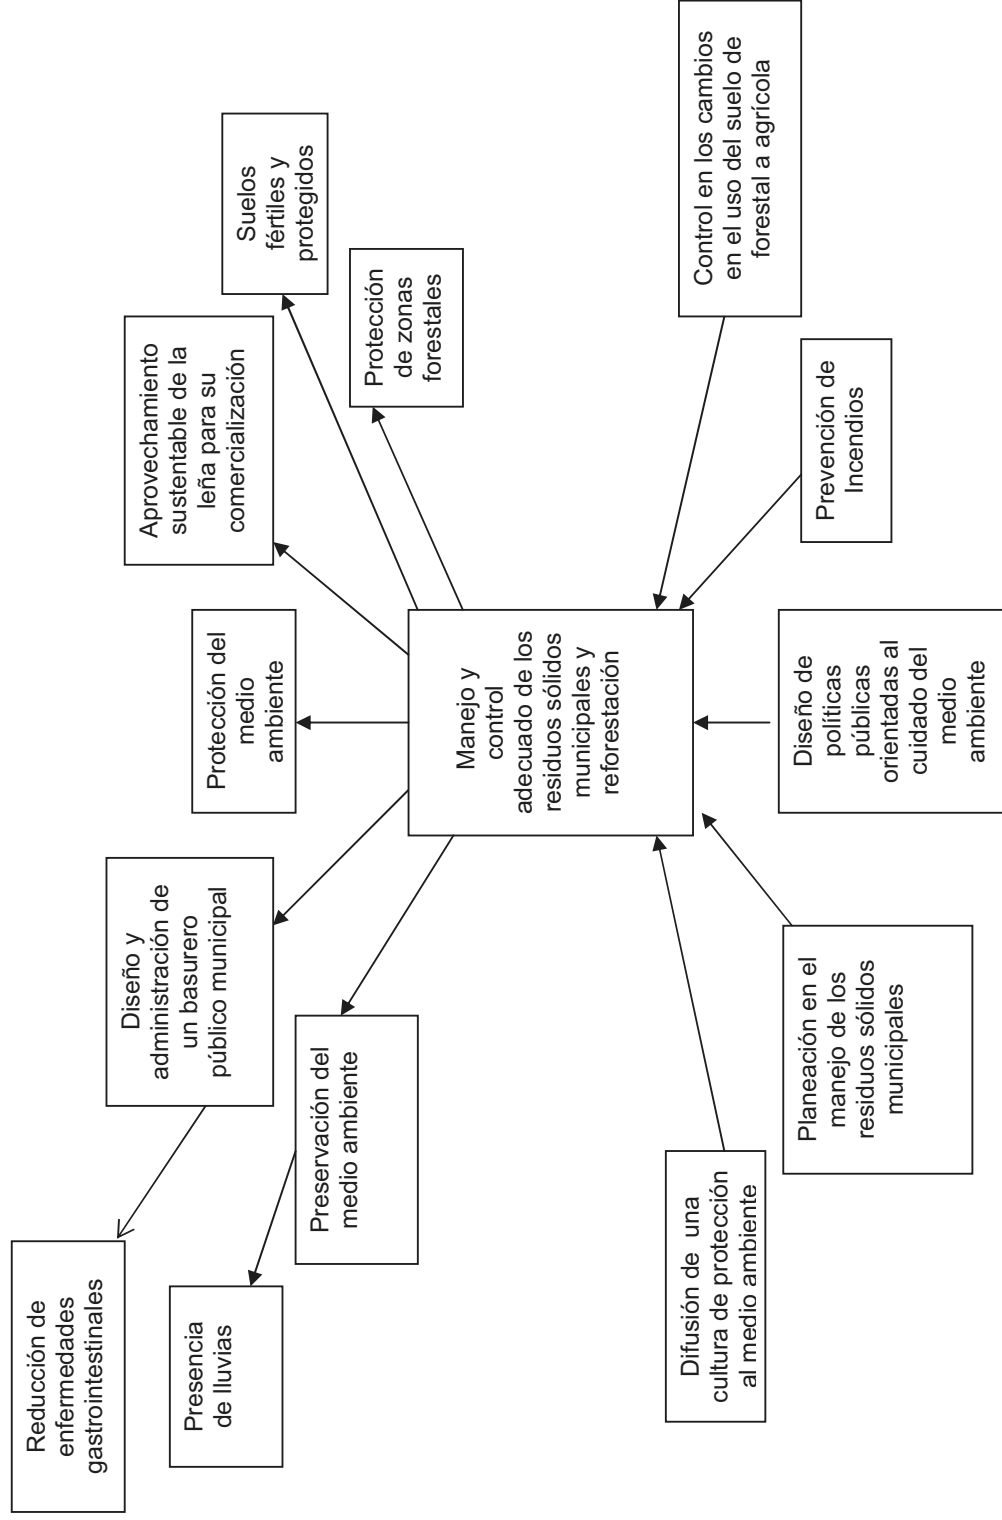 Reducción de
enfermedades
gastrointestinales
Diseño y
administración de
un basurero
público municipal
Aprovechamiento
sustentable de la
leña para su
comercialización
Presencia
de lluvias
Protección del
medio
ambiente
Suelos
fértiles y
protegidos
Preservación del
medio ambiente
Protección
de zonas
forestales
Manejo y
control
adecuado de los
residuos sólidos
municipales y
reforestación
Difusión de una
cultura de protección
al medio ambiente
Planeación en el
manejo de los
residuos sólidos
municipales
Diseño de
políticas
públicas
orientadas al
cuidado del
medio
ambiente
Prevención de
Incendios
Control en los cambios
en el uso del suelo de
forestal a agrícola